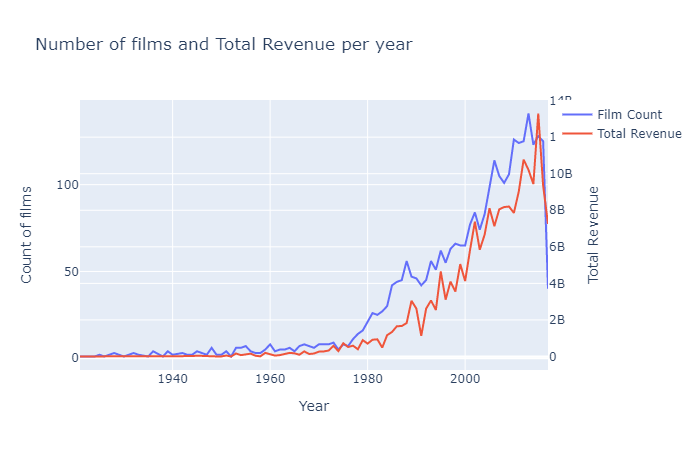 Number of films and Total Revenue per year
14B
Film Count
Total Revenue
10B
8B
6B
4B
2B
0
100
50
0
Count of films
Total Revenue
1940
1960
1980
2000
Year